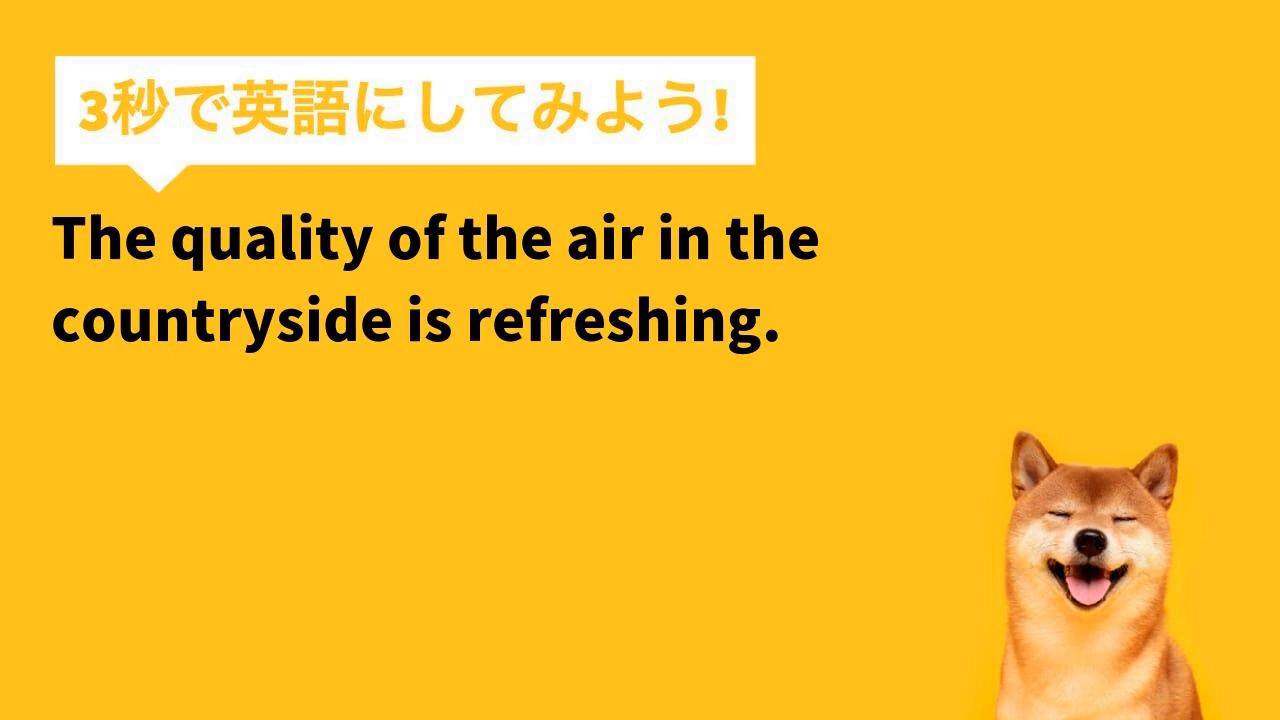 3秒で英語にしてみよう!
The quality of the air in the
countryside is refreshing.